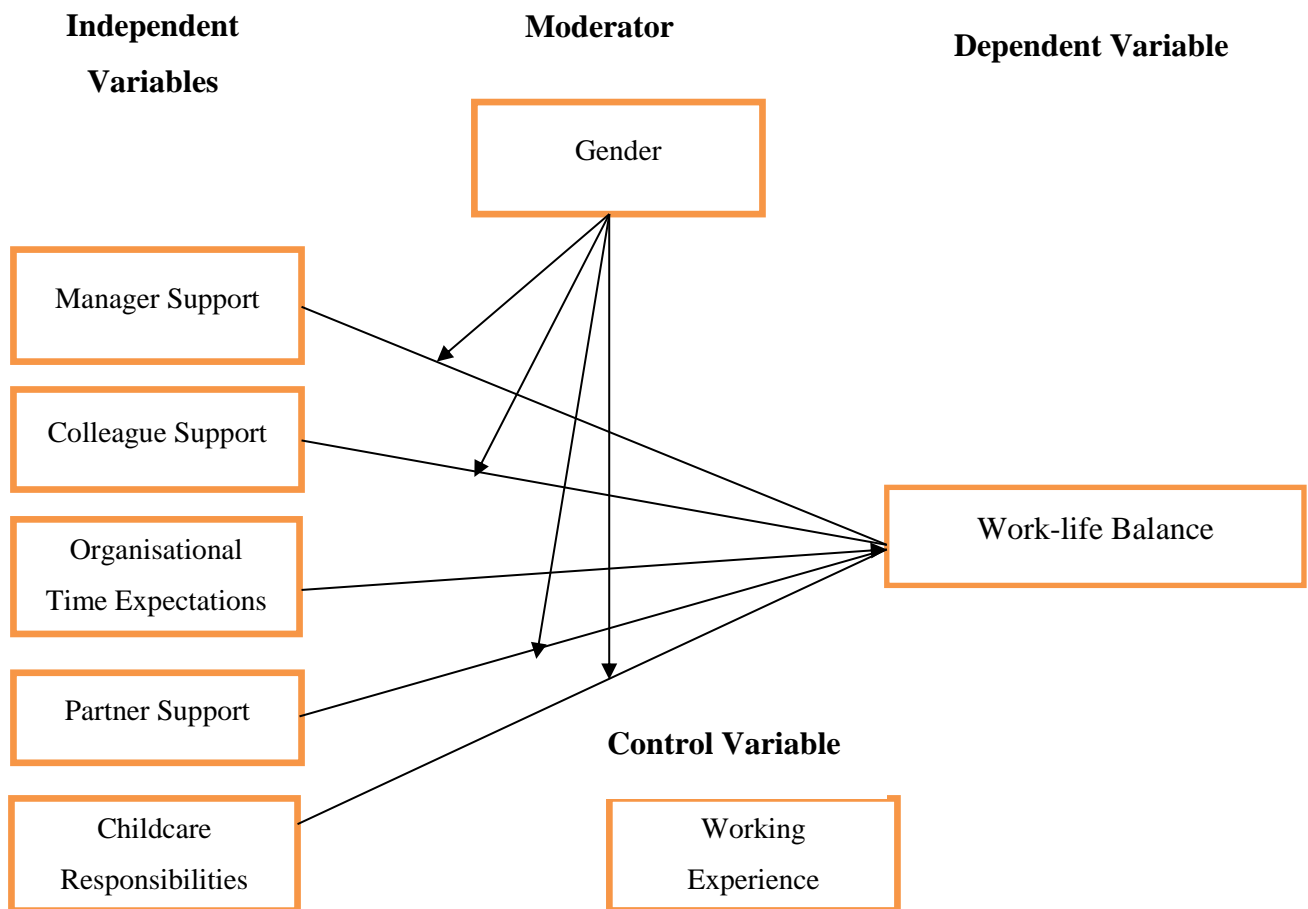 Independent
Variables
Moderator
Dependent Variable
Gender
Manager Support
Colleague Support
Organisational
Time Expectations
Work-life Balance
Partner Support
Control Variable
Childcare
Responsibilities
Working
Experience